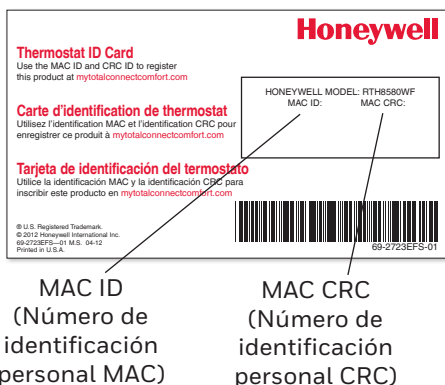 Honeywell
Thermostat ID Card
Use the MAC ID and CRC ID to register
this product at mytotalconnectcomfort.com
HONEYWELL MODEL: RTH8580WF
MAC ID: MAC CRC:
Carte d'identification de thermostat
Utilisez l'identification MAC et l'identification CRC pour
enregistrer ce produit à mytotalconnectcomfort.com
Tarjeta de identificación del termostato
Utilice la identificación MAC y la identificación CRC para
inscribir este producto en mytotalconnectcomfort.com
® U.S. Registered Trademark.
© 2012 Honeywell International Inc.
69-2723EFS—01 M.S. 04-12
Printed in U.S.A.
69-2723EFS-01
MAC ID
(Número de
identificación
personal MAC)
MAC CRC
(Número de
identificación
personal CRC)